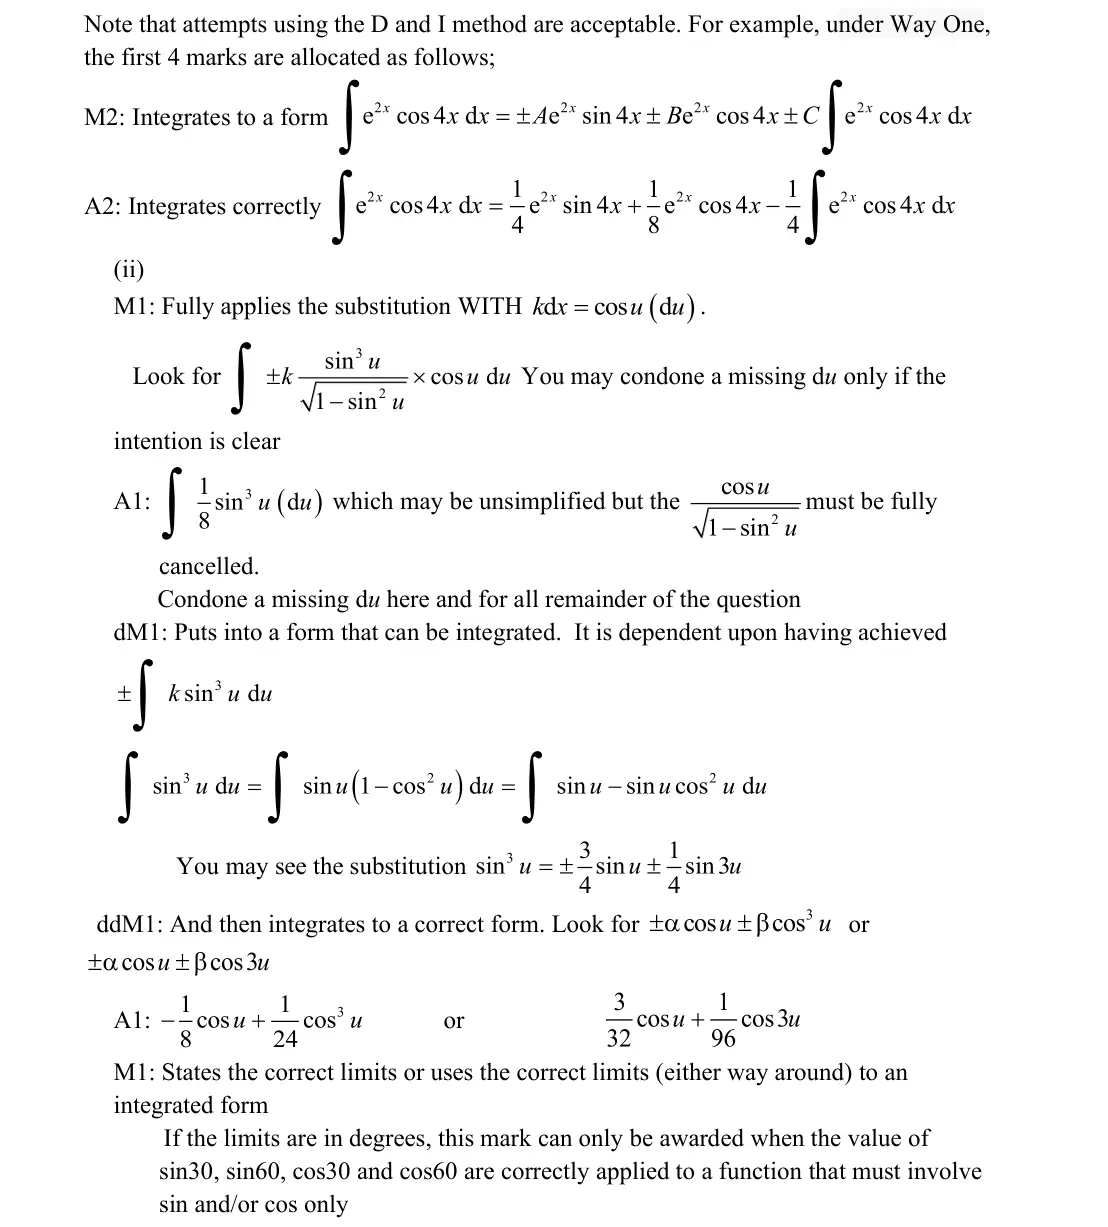 Note that attempts using the D and I method are acceptable. For example, under Way One,
the first 4 marks are allocated as follows;
M2: Integrates to a form ∫ e^{2x} cos 4x dx = ±Ae^{2x} sin 4x ± Be^{2x} cos 4x ± C ∫ e^{2x} cos 4x dx
A2: Integrates correctly ∫ e^{2x} cos 4x dx = \frac{1}{4} e^{2x} sin 4x + \frac{1}{8} e^{2x} cos 4x − \frac{1}{4} ∫ e^{2x} cos 4x dx
(ii)
M1: Fully applies the substitution WITH kdx = cos u (du).
Look for ∫ ±k \frac{sin³ u}{√(1 − sin² u)} × cos u du You may condone a missing du only if the
intention is clear
A1: ∫ \frac{1}{8} sin³ u (du) which may be unsimplified but the \frac{cos u}{√(1 − sin² u)} must be fully
cancelled.
Condone a missing du here and for all remainder of the question
dM1: Puts into a form that can be integrated. It is dependent upon having achieved
± ∫ k sin³ u du
∫ sin³ u du = ∫ sin u (1 − cos² u) du = ∫ sin u − sin u cos² u du
You may see the substitution sin³ u = ± \frac{3}{4} sin u ± \frac{1}{4} sin 3u
ddM1: And then integrates to a correct form. Look for ±α cos u ± β cos³ u or
±α cos u ± β cos 3u
A1: −\frac{1}{8} cos u + \frac{1}{24} cos³ u or \frac{3}{32} cos u + \frac{1}{96} cos 3u
M1: States the correct limits or uses the correct limits (either way around) to an
integrated form
If the limits are in degrees, this mark can only be awarded when the value of
sin30, sin60, cos30 and cos60 are correctly applied to a function that must involve
sin and/or cos only